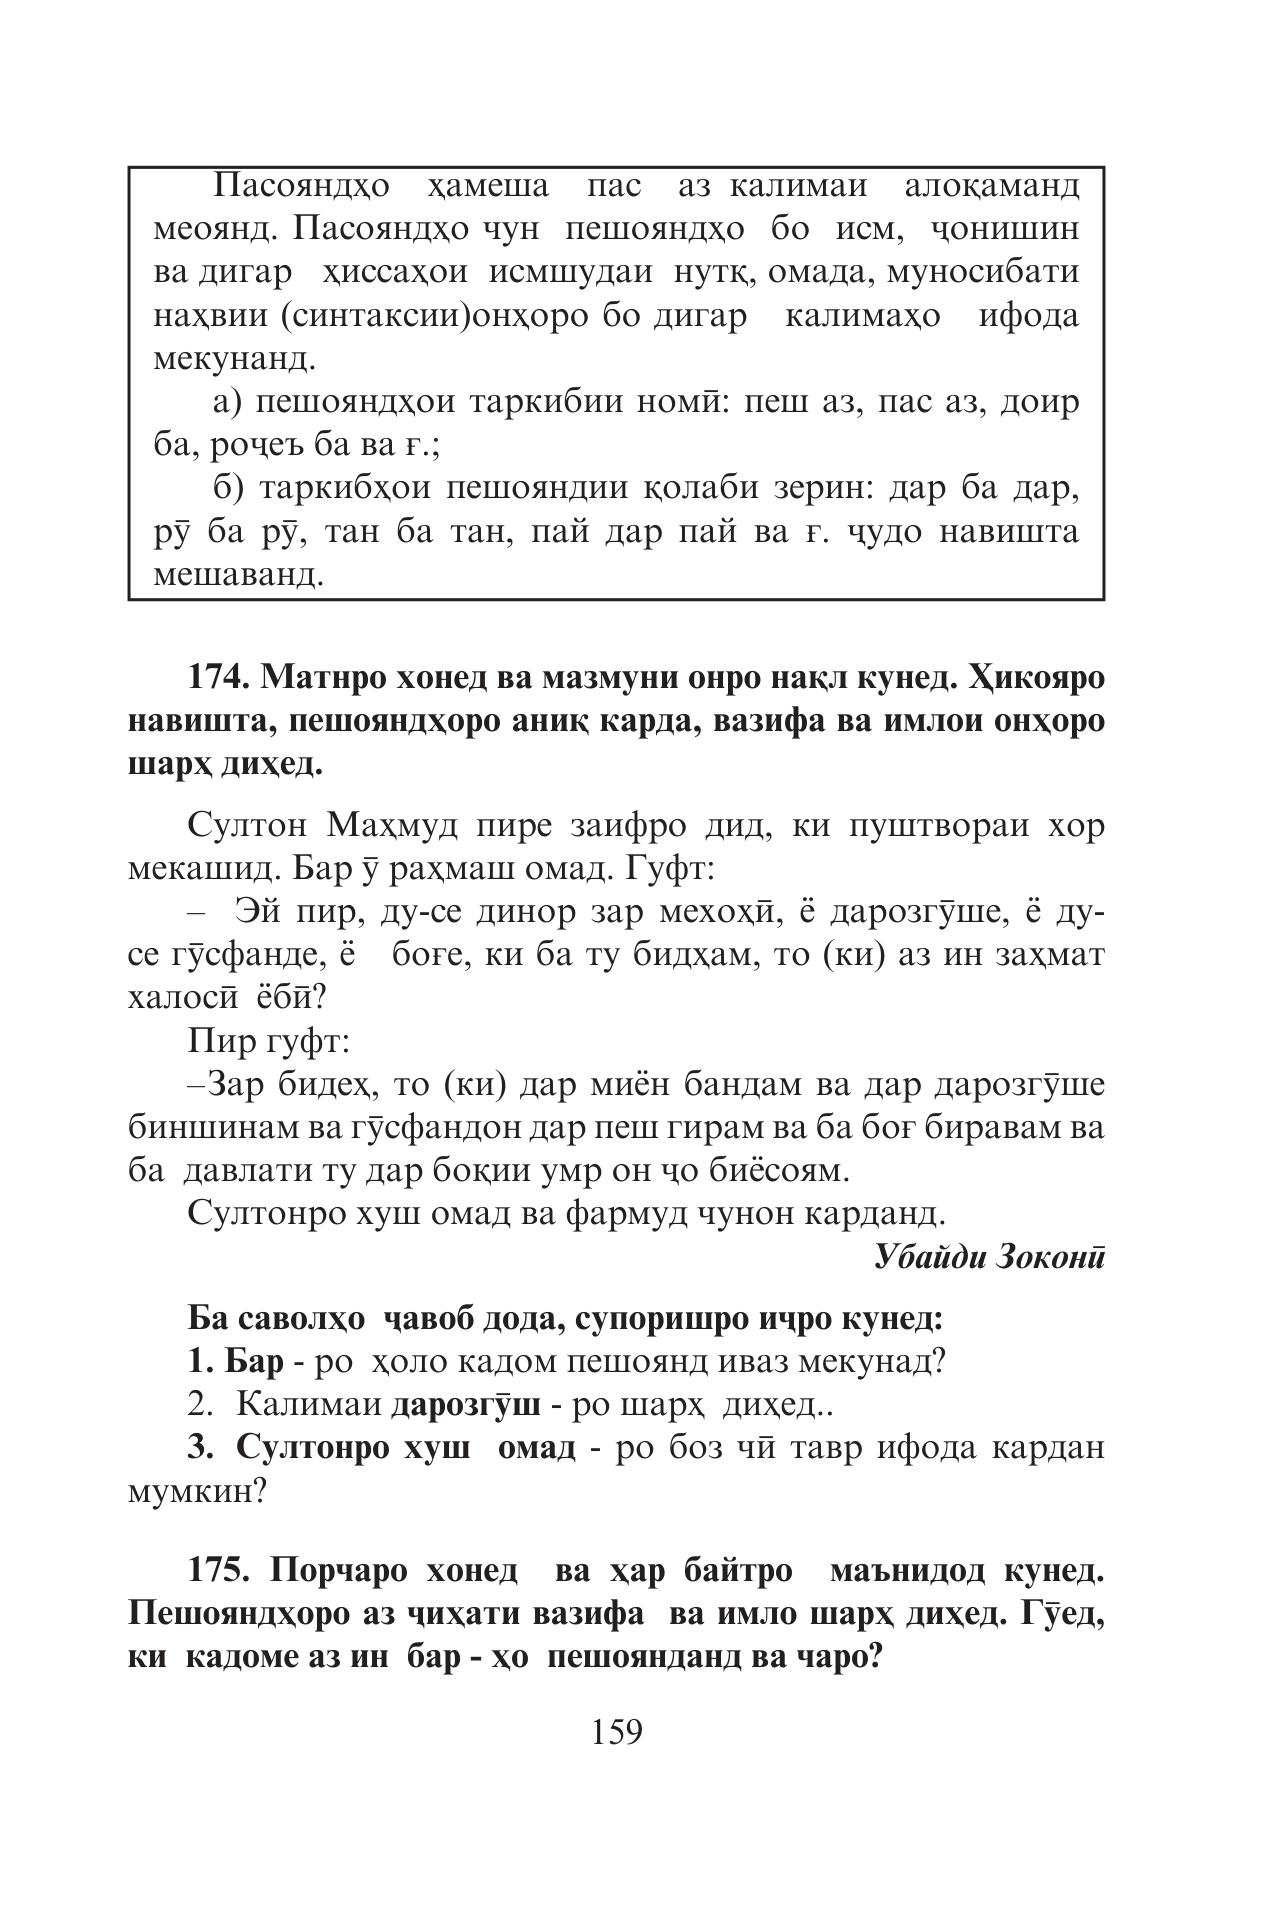 Пасояндҳо ҳамеша пас аз калимаи алоқаманд
меоянд. Пасояндҳо чун пешояндҳо бо исм, ҷонишин
ва дигар ҳиссаҳои исмшудаи нутқ, омада, муносибати
наҳвии (синтаксии)онҳоро бо дигар калимаҳо ифода
мекунанд.
а) пешояндҳои таркибии номӣ: пеш аз, пас аз, доир
ба, роҷеъ ба ва ғ.;
б) таркибҳои пешояндии қолаби зерин: дар ба дар,
рӯ ба рӯ, тан ба тан, пай дар пай ва ғ. ҷудо навишта
мешаванд.
174. Матнро хонед ва мазмуни онро нақл кунед. Ҳикояро
навишта, пешояндҳоро аниқ карда, вазифа ва имлои онҳоро
шарҳ диҳед.
Султон Маҳмуд пире заифро дид, ки пуштвораи хор
мекашид. Бар ӯ раҳмаш омад. Гуфт:
– Эй пир, ду-се динор зар мехоҳӣ, ё дарозгӯше, ё ду-
се гӯсфанде, ё боғе, ки ба ту бидҳам, то (ки) аз ин заҳмат
халосӣ ёбӣ?
Пир гуфт:
–Зар бидеҳ, то (ки) дар миён бандам ва дар дарозгӯше
биншинам ва гӯсфандон дар пеш гирам ва ба боғ биравам ва
ба давлати ту дар боқии умр он ҷо биёсоям.
Султонро хуш омад ва фармуд чунон карданд.
Убайди Зоконӣ
Ба саволҳо ҷавоб дода, супоришро иҷро кунед:
1. Бар - ро ҳоло кадом пешоянд иваз мекунад?
2. Калимаи дарозгӯш - ро шарҳ диҳед..
3. Султонро хуш омад - ро боз чӣ тавр ифода кардан
мумкин?
175. Порчаро хонед ва ҳар байтро маънидод кунед.
Пешояндҳоро аз ҷиҳати вазифа ва имло шарҳ диҳед. Гӯед,
ки кадоме аз ин бар - ҳо пешоянданд ва чаро?
159